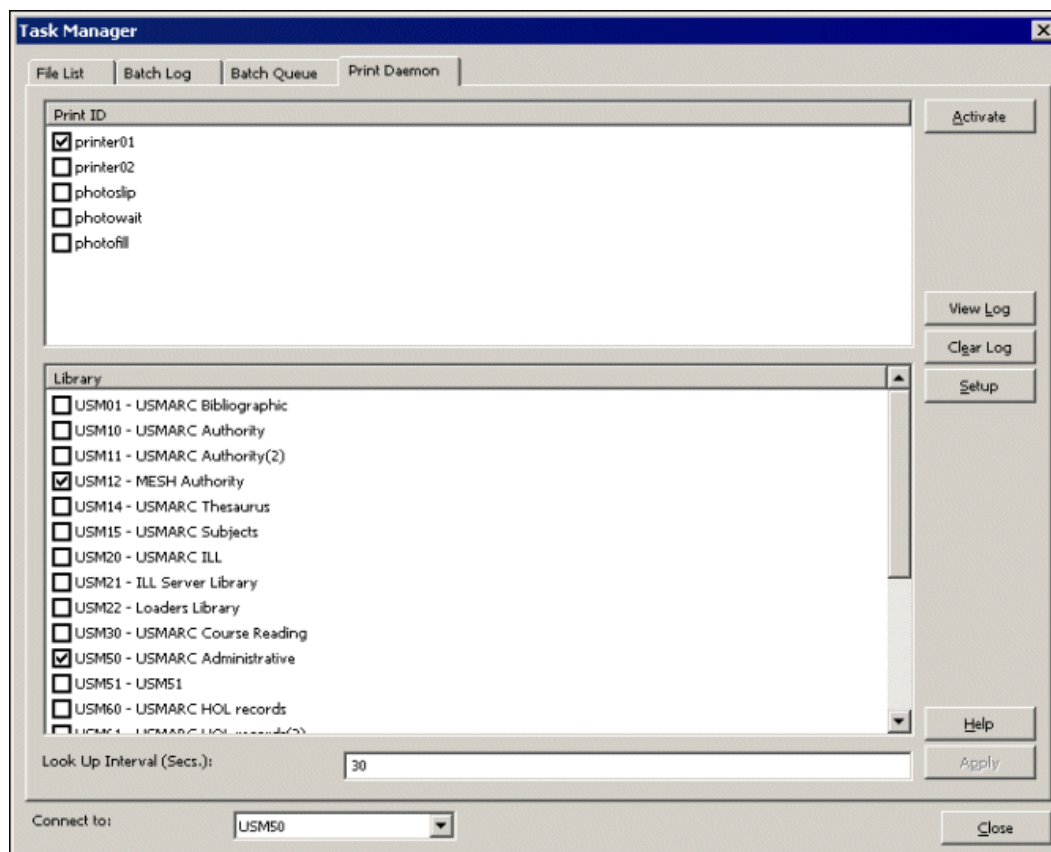 Task Manager
File List
Batch Log
Batch Queue
Print Daemon
Print ID
Activate
printer01
printer02
photoslip
photowait
photofill
View Log
Clear Log
Setup
Library
USM01 - USMARC Bibliographic
USM10 - USMARC Authority
USM11 - USMARC Authority(2)
USM12 - MESH Authority
USM14 - USMARC Thesaurus
USM15 - USMARC Subjects
USM20 - USMARC ILL
USM21 - ILL Server Library
USM22 - Loaders Library
USM30 - USMARC Course Reading
USM50 - USMARC Administrative
USM51 - USM51
USM60 - USMARC HOL records
Help
Look Up Interval (Secs.):
30
Apply
Connect to:
USM50
Close